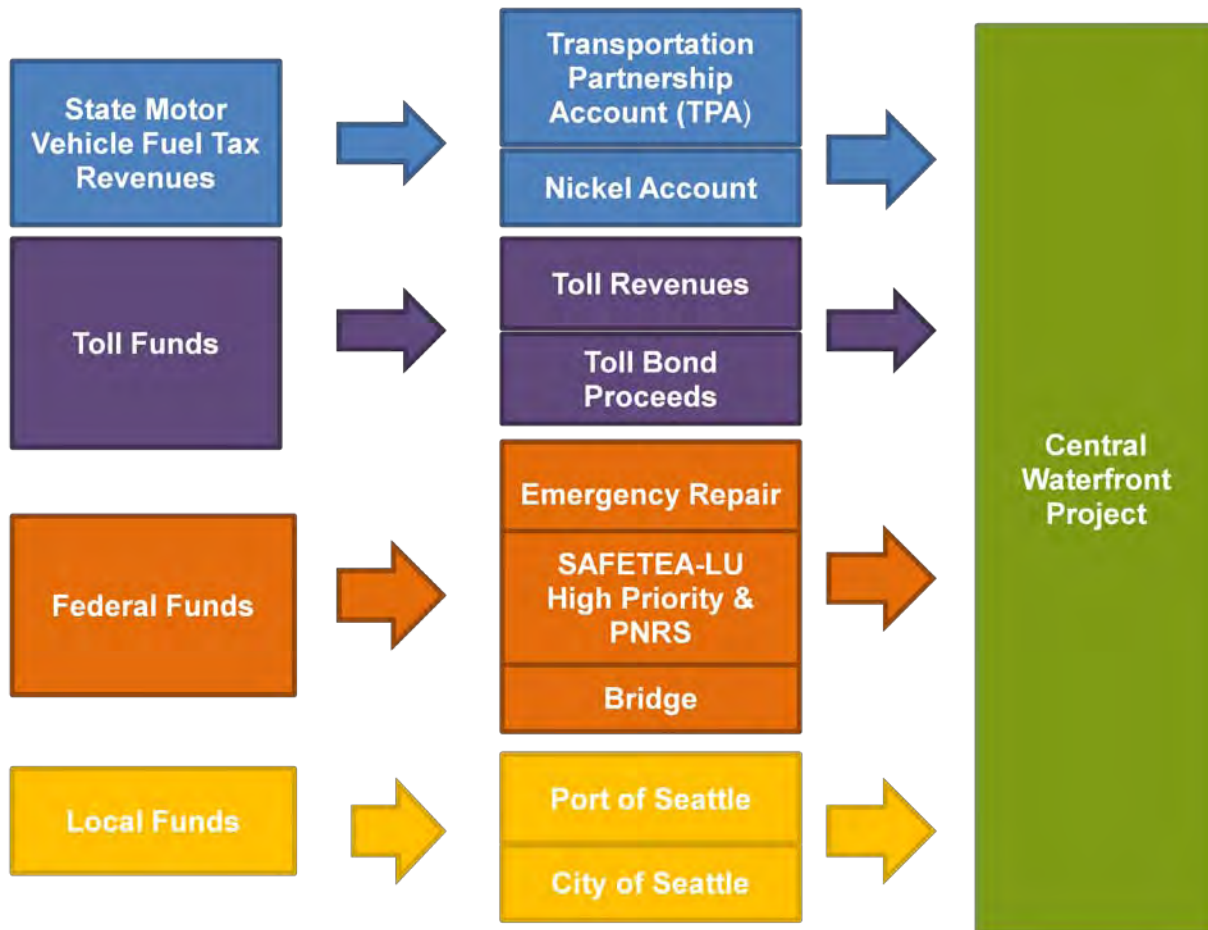 State Motor
Vehicle Fuel Tax
Revenues
Transportation
Partnership
Account (TPA)
Nickel Account
Toll Funds
Toll Revenues
Toll Bond
Proceeds
Federal Funds
Emergency Repair
SAFETEA-LU
High Priority &
PNRS
Bridge
Local Funds
Port of Seattle
City of Seattle
Central
Waterfront
Project